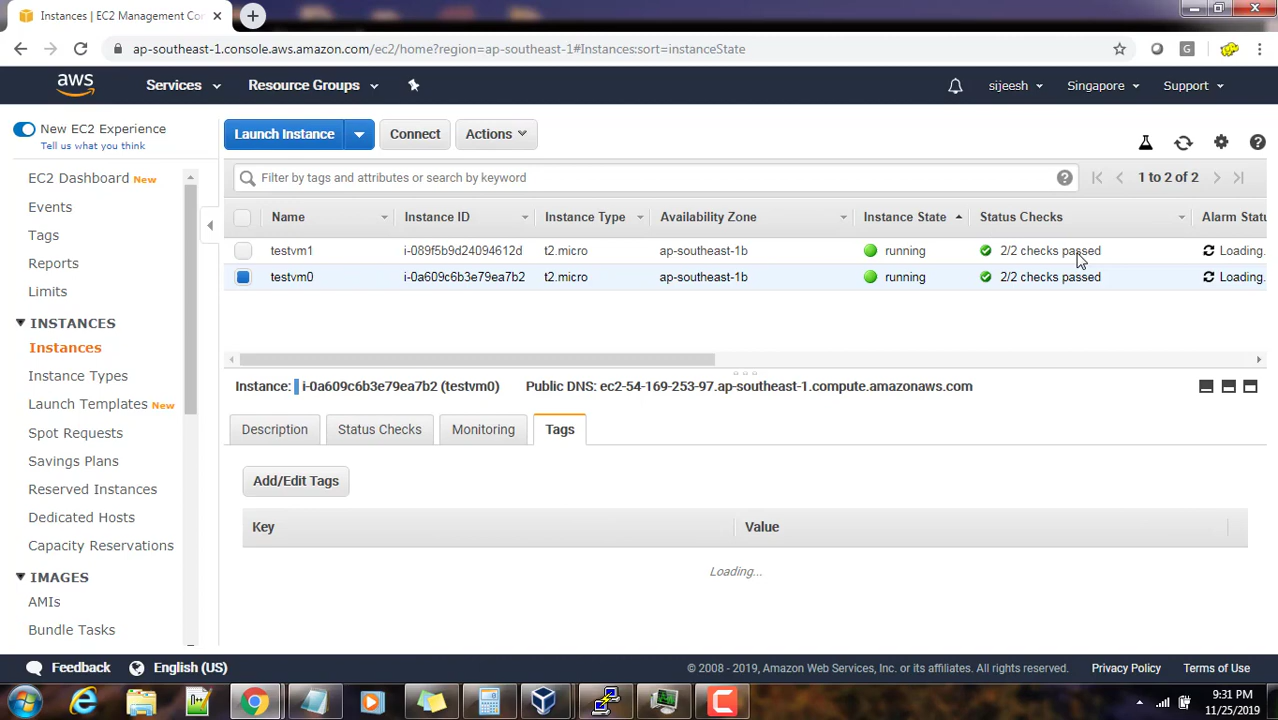 Instances | EC2 Management Con
ap-southeast-1.console.aws.amazon.com/ec2/home?region=ap-southeast-1#Instances:sort=instanceState
G
aws
Services
Resource Groups
sijeesh
Singapore
Support
New EC2 Experience
Tell us what you think
EC2 Dashboard New
Events
Tags
Reports
Limits
INSTANCES
Instances
Instance Types
Launch Templates New
Spot Requests
Savings Plans
Reserved Instances
Dedicated Hosts
Capacity Reservations
IMAGES
AMIs
Bundle Tasks
Launch Instance
Connect
Actions
Filter by tags and attributes or search by keyword
1 to 2 of 2
Name Instance ID Instance Type Availability Zone Instance State Status Checks Alarm Statu
testvm1 i-089f5b9d24094612d t2.micro ap-southeast-1b running 2/2 checks passed Loading.
testvm0 i-0a609c6b3e79ea7b2 t2.micro ap-southeast-1b running 2/2 checks passed Loading.
Instance: i-0a609c6b3e79ea7b2 (testvm0) Public DNS: ec2-54-169-253-97.ap-southeast-1.compute.amazonaws.com
Description
Status Checks
Monitoring
Tags
Add/Edit Tags
Key Value
Loading...
Feedback
English (US)
© 2008 - 2019, Amazon Web Services, Inc. or its affiliates. All rights reserved.
Privacy Policy
Terms of Use
9:31 PM
11/25/2019